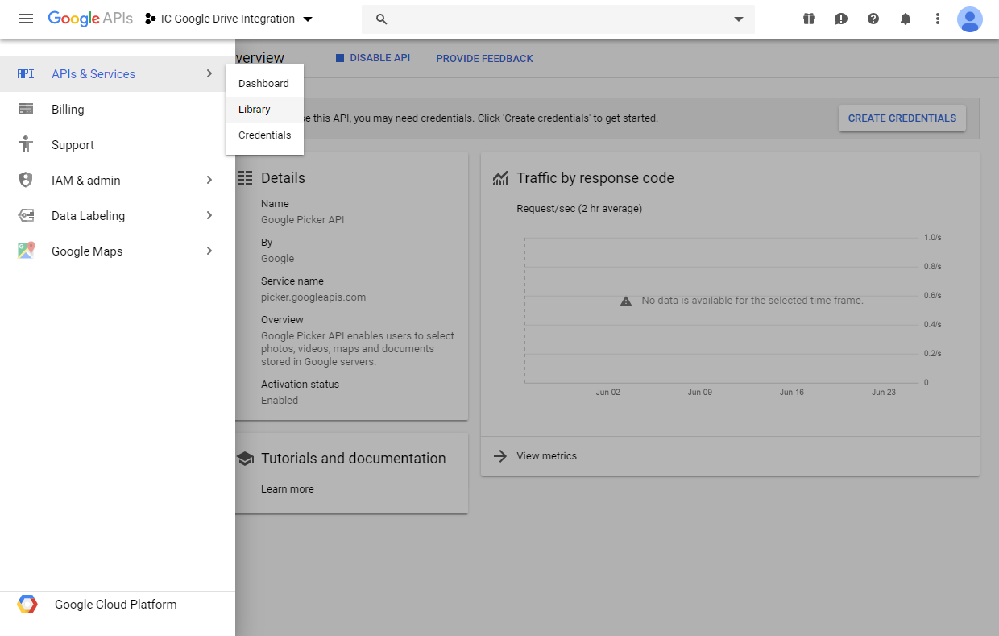 Google APIs
IC Google Drive Integration
API
APIs & Services
Billing
Support
IAM & admin
Data Labeling
Google Maps
Google Cloud Platform
Dashboard
Library
Credentials
verview
DISABLE API
PROVIDE FEEDBACK
se this API, you may need credentials. Click 'Create credentials' to get started.
CREATE CREDENTIALS
Details
Name
Google Picker API
By
Google
Service name
picker.googleapis.com
Overview
Google Picker API enables users to select
photos, videos, maps and documents
stored in Google servers.
Activation status
Enabled
Tutorials and documentation
Learn more
Traffic by response code
Request/sec (2 hr average)
1.0/s
0.8/s
0.6/s
0.4/s
0.2/s
0
No data is available for the selected time frame.
Jun 02
Jun 09
Jun 16
Jun 23
View metrics